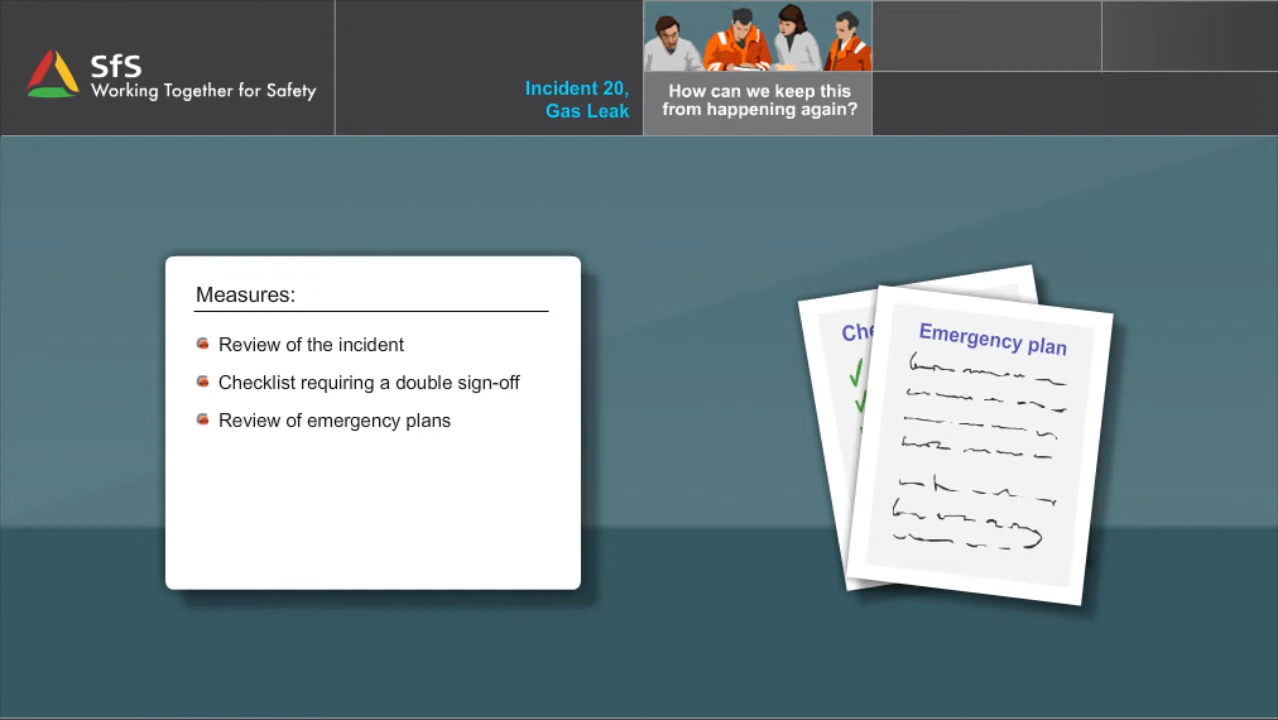 SfS
Working Together for Safety
Incident 20,
Gas Leak
How can we keep this
from happening again?
Measures:
Review of the incident
Checklist requiring a double sign-off
Review of emergency plans
Emergency plan